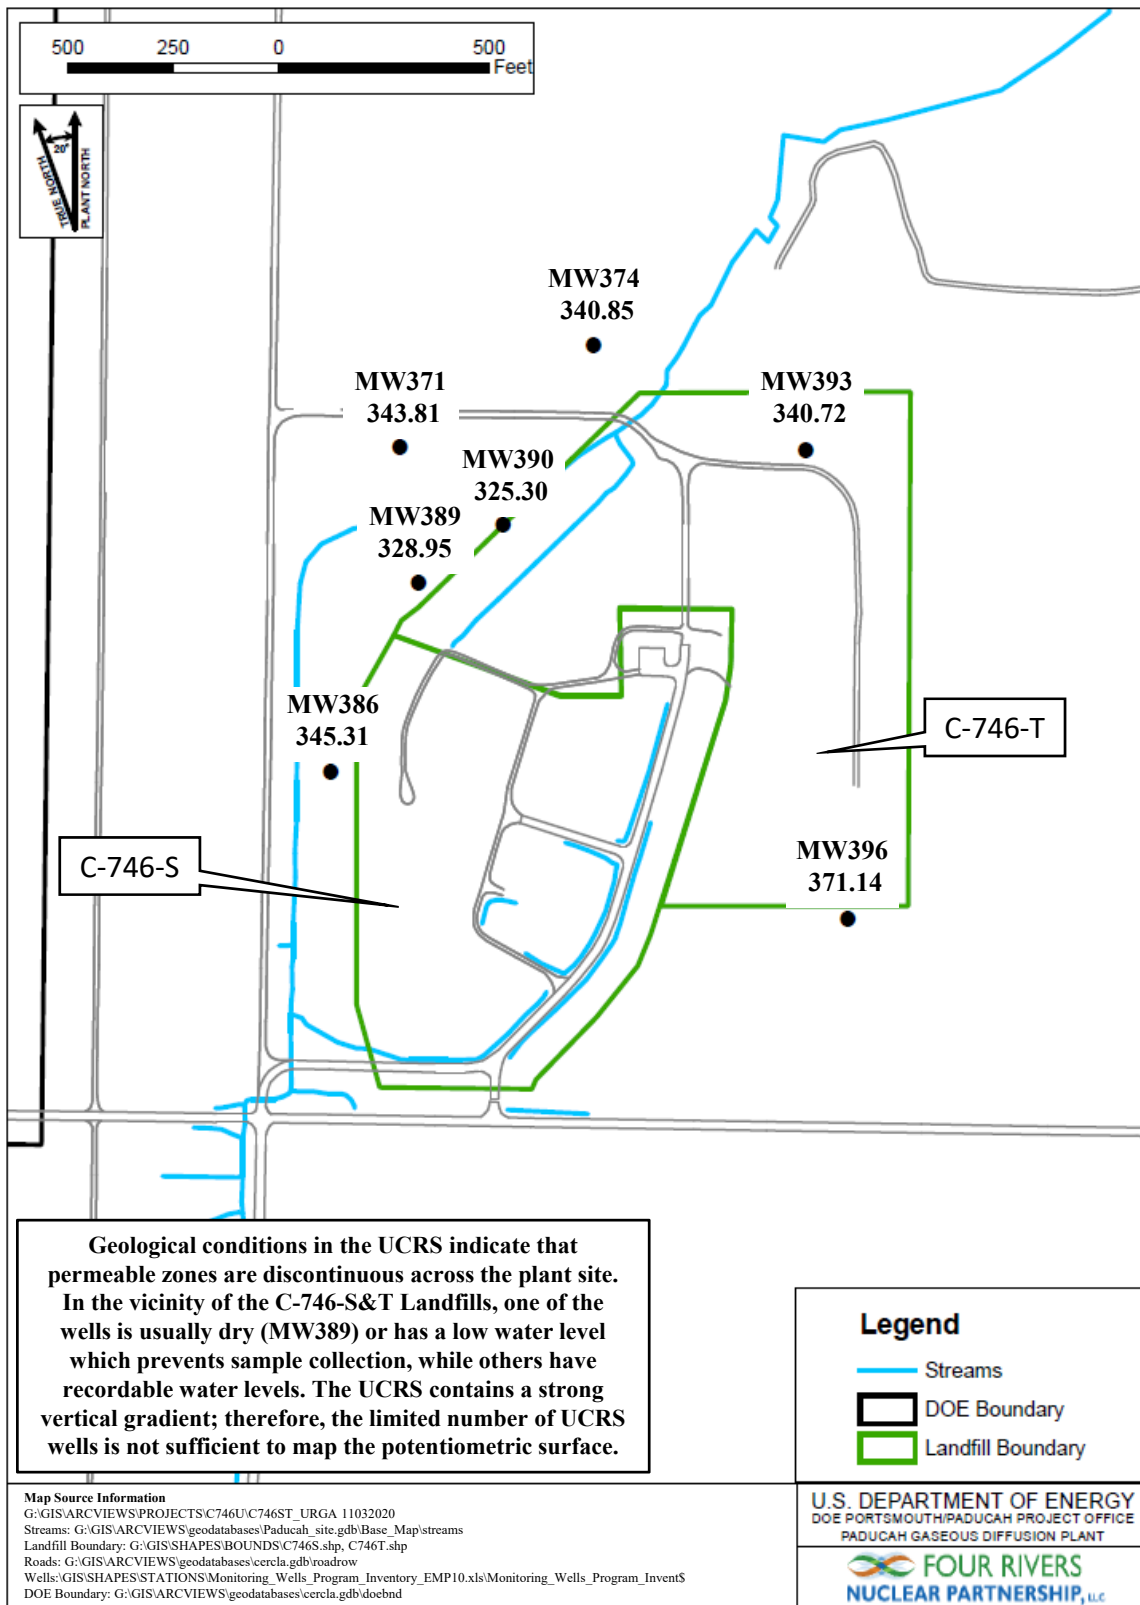 500 250 0 500
Feet
20°
TRUE NORTH
PLANT NORTH
MW374
340.85
MW371
343.81
MW393
340.72
MW390
325.30
MW389
328.95
MW386
345.31
C-746-T
MW396
371.14
C-746-S
Geological conditions in the UCRS indicate that
permeable zones are discontinuous across the plant site.
In the vicinity of the C-746-S&T Landfills, one of the
wells is usually dry (MW389) or has a low water level
which prevents sample collection, while others have
recordable water levels. The UCRS contains a strong
vertical gradient; therefore, the limited number of UCRS
wells is not sufficient to map the potentiometric surface.
Legend
Streams
DOE Boundary
Landfill Boundary
Map Source Information
G:\GIS\ARCVIEWS\PROJECTS\C746U\C746ST_URGA 11032020
Streams: G:\GIS\ARCVIEWS\geodatabases\Paducah_site.gdb\Base_Map\streams
Landfill Boundary: G:\GIS\SHAPES\BOUNDS\C746S.shp, C746T.shp
Roads: G:\GIS\ARCVIEWS\geodatabases\cercla.gdb\roadrow
Wells:\GIS\SHAPES\STATIONS\Monitoring_Wells_Program_Inventory_EMP10.xls\Monitoring_Wells_Program_Invent$
DOE Boundary: G:\GIS\ARCVIEWS\geodatabases\cercla.gdb\doebnd
U.S. DEPARTMENT OF ENERGY
DOE PORTSMOUTH/PADUCAH PROJECT OFFICE
PADUCAH GASEOUS DIFFUSION PLANT
FOUR RIVERS
NUCLEAR PARTNERSHIP, LLC